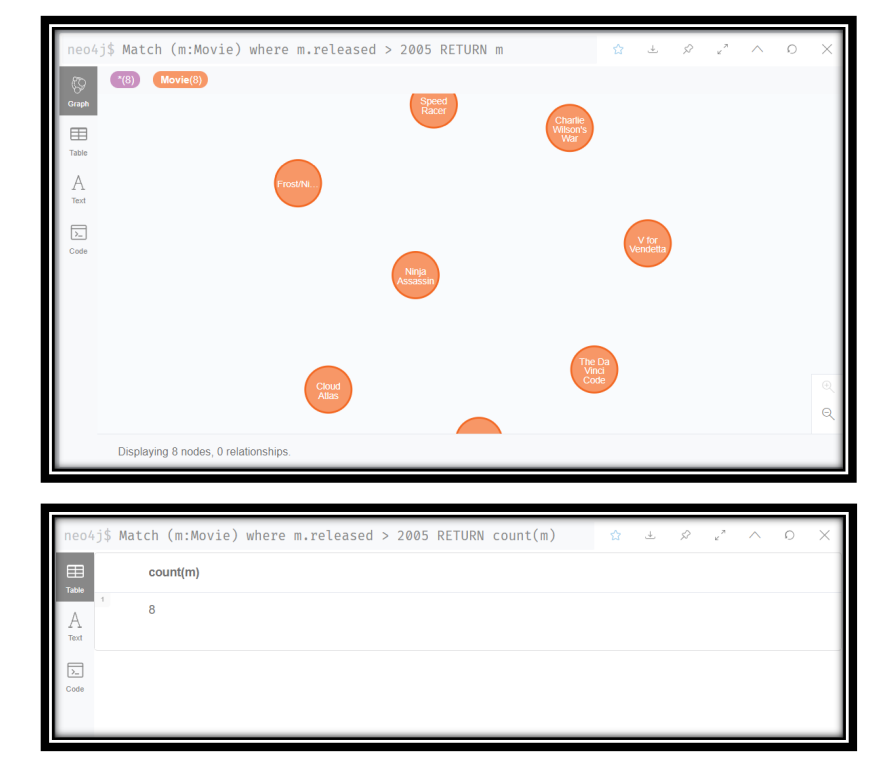 neo4j$ Match (m:Movie) where m.released > 2005 RETURN m
*(8) Movie(8)
Graph
Table
Text
Code
Speed
Racer
Charlie
Wilson's
War
Frost/Ni...
V for
Vendetta
Ninja
Assassin
The Da
Vinci
Code
Cloud
Atlas
Displaying 8 nodes, 0 relationships.
neo4j$ Match (m:Movie) where m.released > 2005 RETURN count(m)
Table
Text
Code
count(m)
1
8